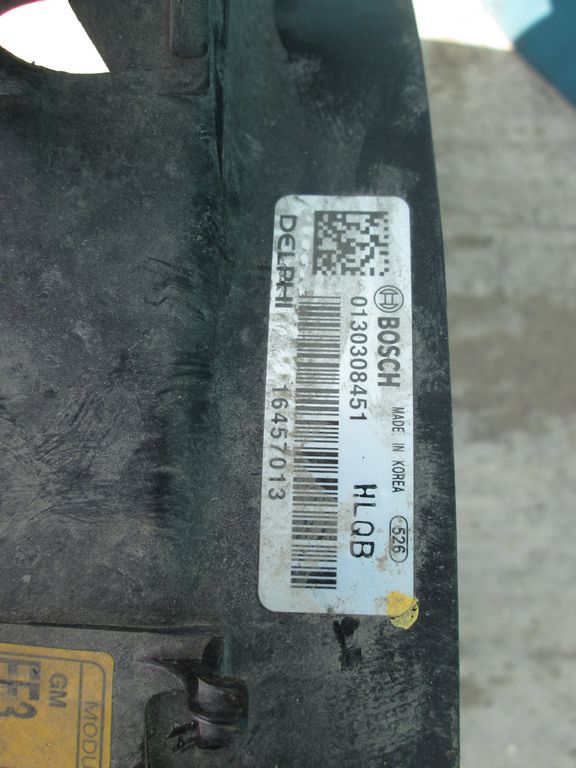 BOSCH MADE IN KOREA 526
0130308451 HLQB
DELPHI 16457013
MODU
GM